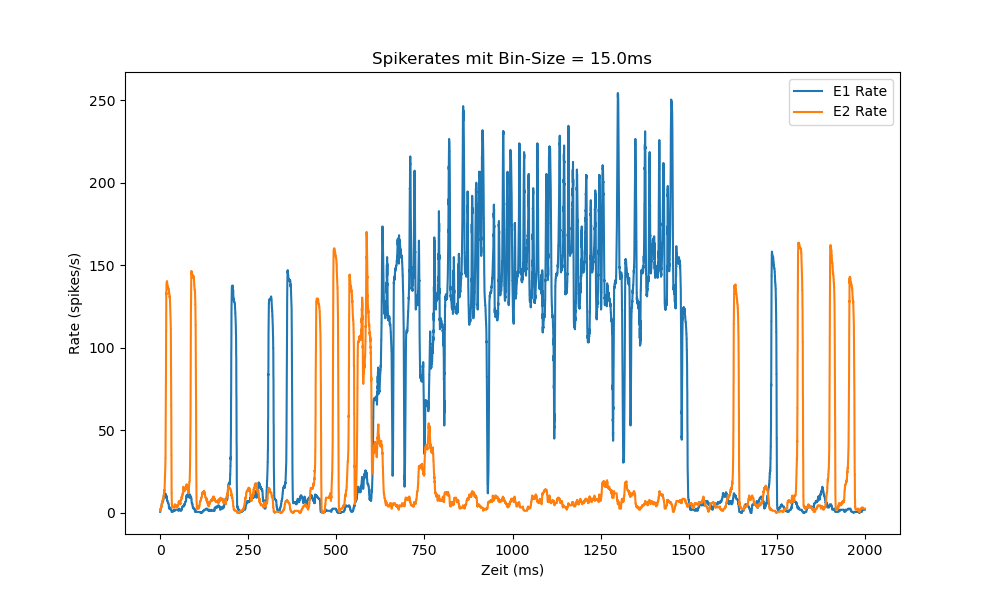 Spikerates mit Bin-Size = 15.0ms
E1 Rate
E2 Rate
250
200
150
100
50
0
Rate (spikes/s)
0 250 500 750 1000 1250 1500 1750 2000
Zeit (ms)